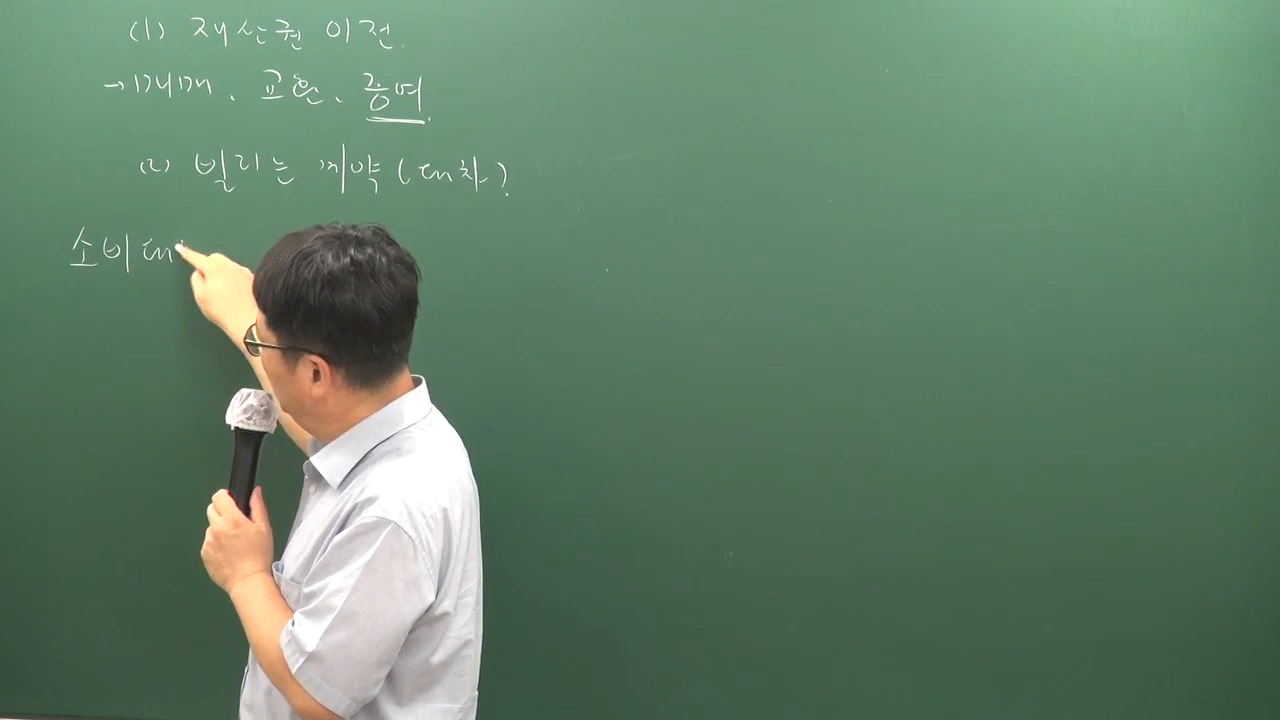 (1) 재산권 이전.
→ 매매, 교환, 증여.
(2) 빌리는 계약 (대차).
소비대